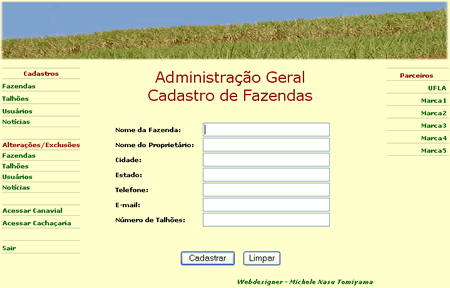 Cadastros
Fazendas
Talhões
Usuários
Notícias
Alterações/Exclusões
Fazendas
Talhões
Usuários
Notícias
Acessar Canavial
Acessar Cachaçaria
Sair
Administração Geral
Cadastro de Fazendas
Nome da Fazenda:
Nome do Proprietário:
Cidade:
Estado:
Telefone:
E-mail:
Número de Talhões:
Cadastrar Limpar
Parceiros
UFLA
Marca1
Marca2
Marca3
Marca4
Marca5
Webdesigner - Michele Nasu Tomiyama